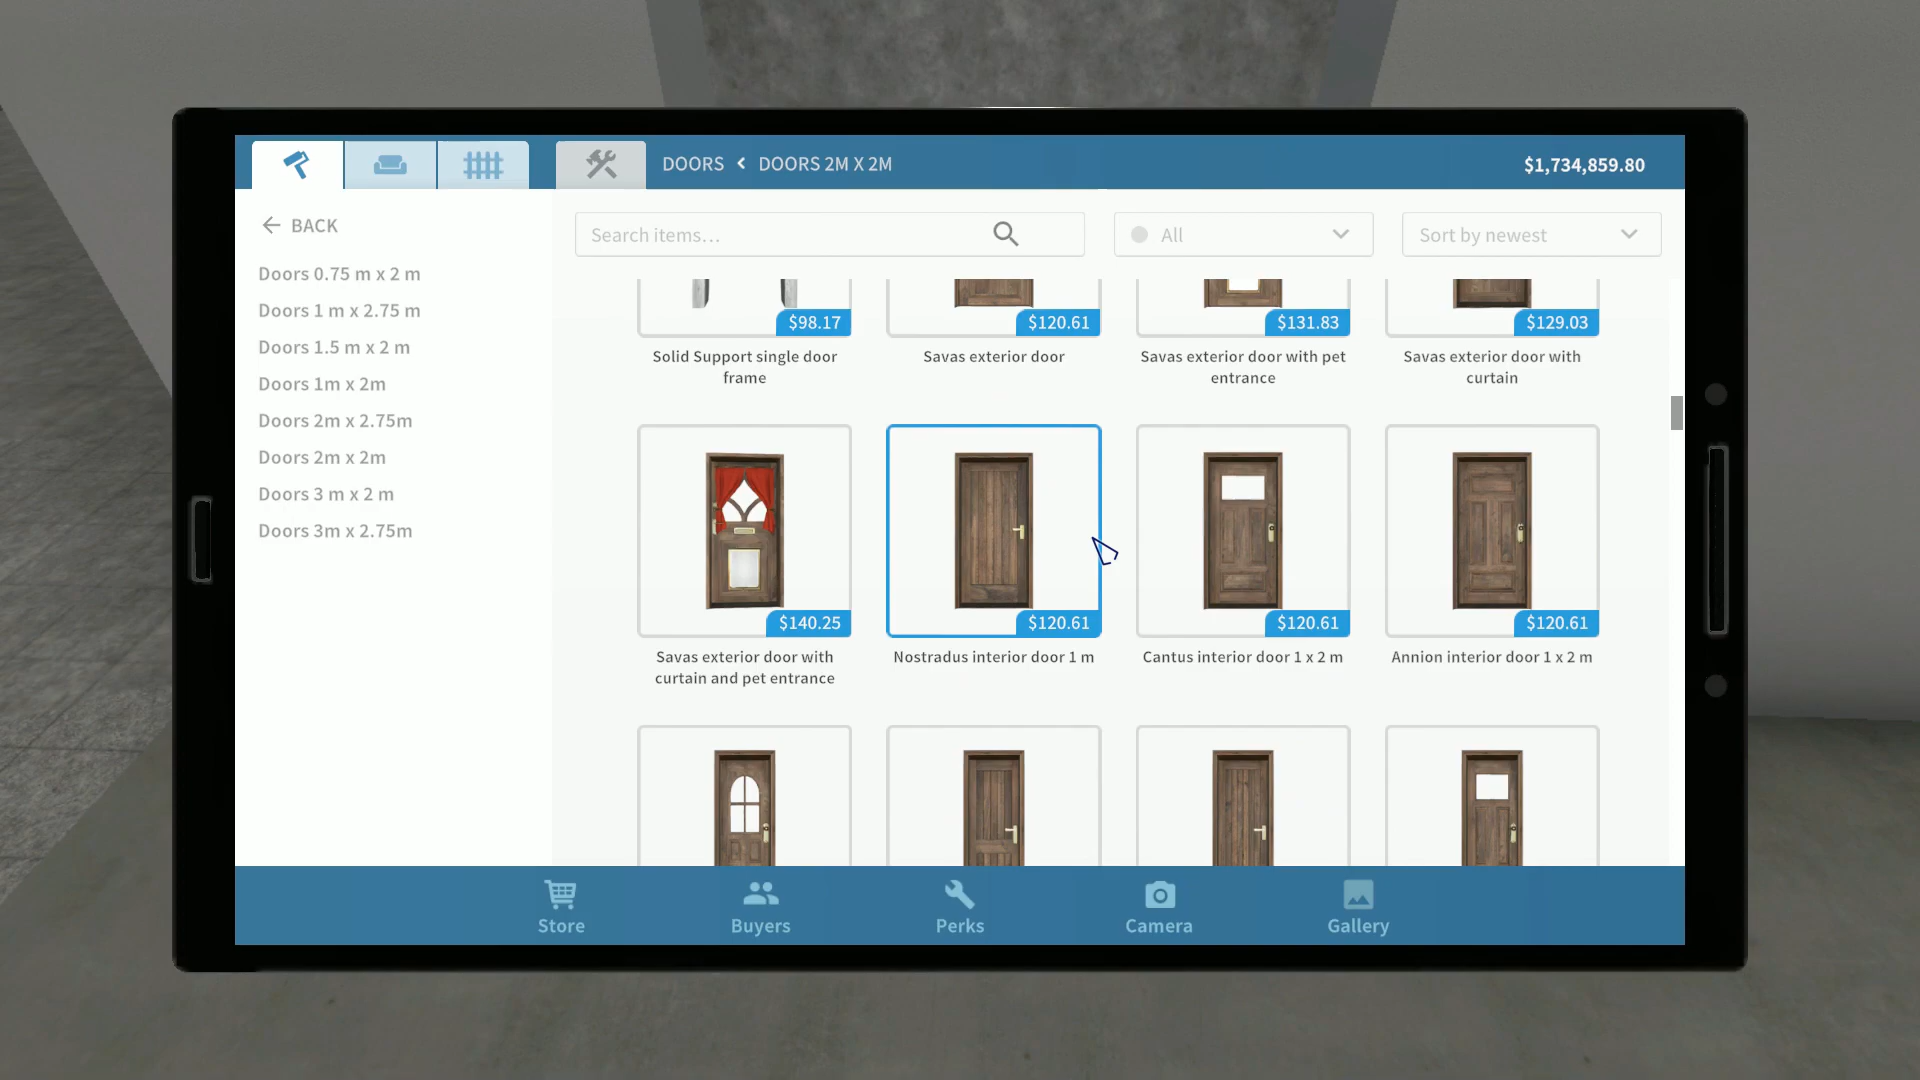 DOORS < DOORS 2M X 2M
$1,734,859.80
BACK
Doors 0.75 m x 2 m
Doors 1 m x 2.75 m
Doors 1.5 m x 2 m
Doors 1m x 2m
Doors 2m x 2.75m
Doors 2m x 2m
Doors 3 m x 2 m
Doors 3m x 2.75m
Search items...
All
Sort by newest
$98.17
$120.61
$131.83
$129.03
Solid Support single door
frame
Savas exterior door
Savas exterior door with pet
entrance
Savas exterior door with
curtain
$140.25
$120.61
$120.61
$120.61
Savas exterior door with
curtain and pet entrance
Nostradus interior door 1 m
Cantus interior door 1 x 2 m
Annion interior door 1 x 2 m
Store
Buyers
Perks
Camera
Gallery